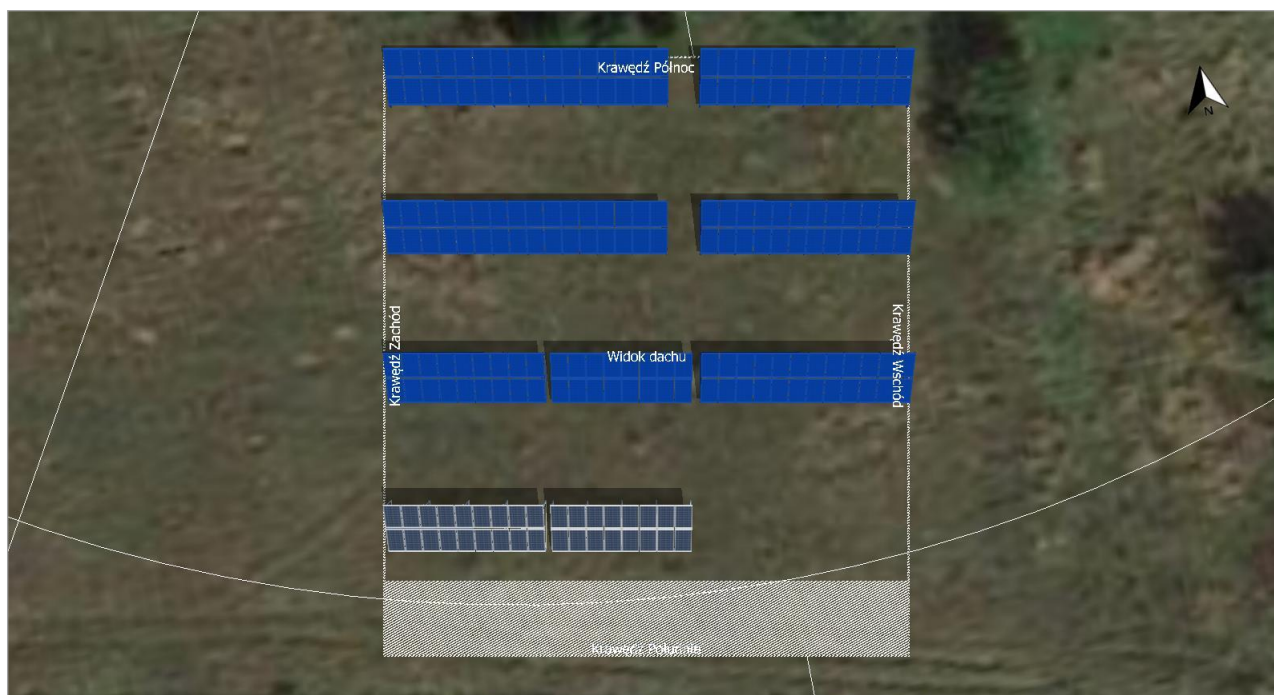 Krawędź Północ
N
Krawędź Zachód
Krawędź Wschód
Widok dachu
Krawędź Południe